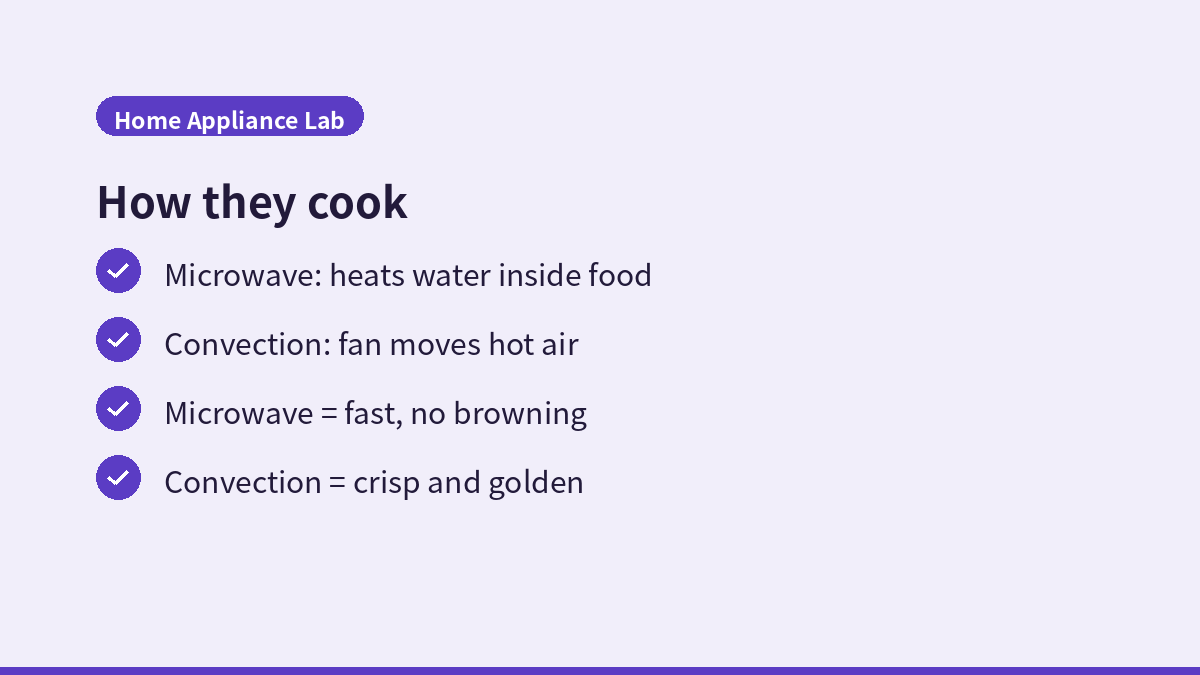 Home Appliance Lab
How they cook
Microwave: heats water inside food
Convection: fan moves hot air
Microwave = fast, no browning
Convection = crisp and golden